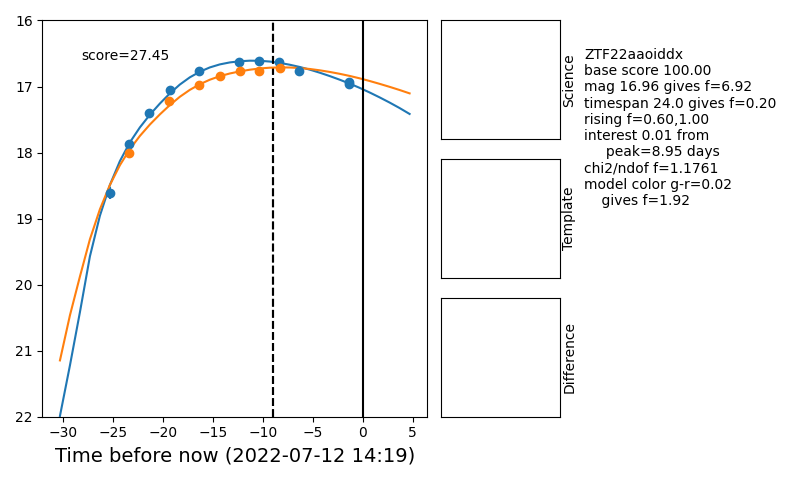 score=27.45
16
17
18
19
20
21
22
−30
−25
−20
−15
−10
−5
0
5
Time before now (2022-07-12 14:19)
Science
Template
Difference
ZTF22aaoiddx
base score 100.00
mag 16.96 gives f=6.92
timespan 24.0 gives f=0.20
rising f=0.60,1.00
interest 0.01 from
peak=8.95 days
chi2/ndof f=1.1761
model color g-r=0.02
gives f=1.92